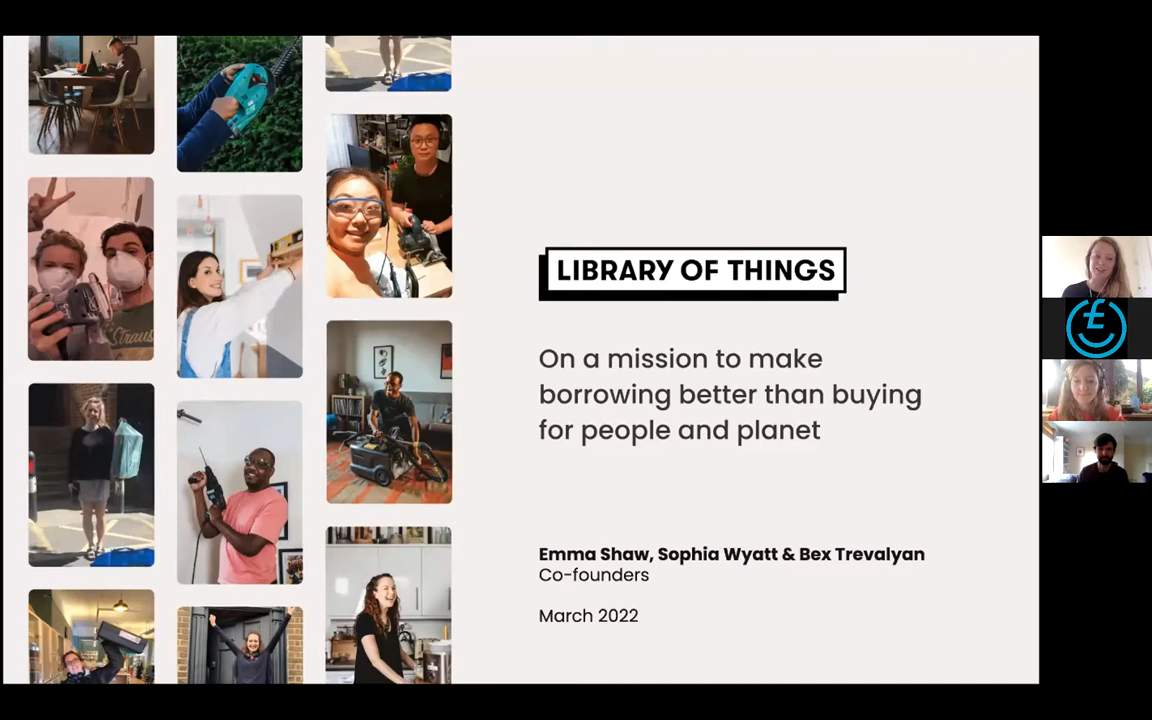 LIBRARY OF THINGS
On a mission to make
borrowing better than buying
for people and planet
Emma Shaw, Sophia Wyatt & Bex Trevalyan
Co-founders
March 2022
Straus